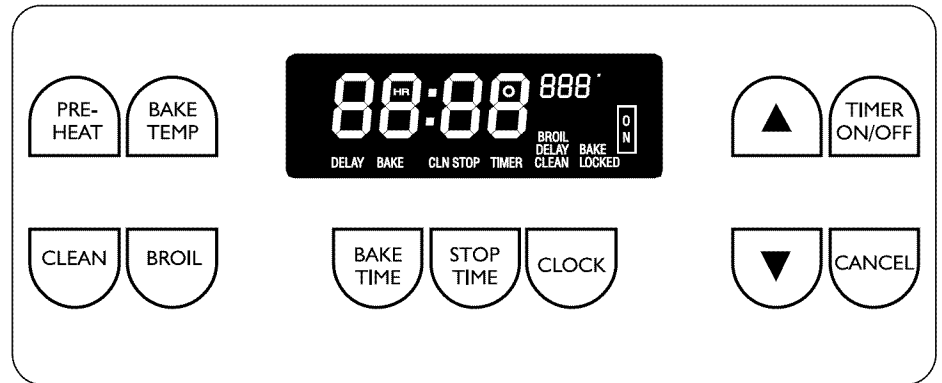 PRE-
HEAT
BAKE
TEMP
88:88
HR
888°
O
N
BROIL
DELAY BAKE
CLEAN LOCKED
DELAY BAKE CLN STOP TIMER
▲
TIMER
ON/OFF
CLEAN
BROIL
BAKE
TIME
STOP
TIME
CLOCK
▼
CANCEL